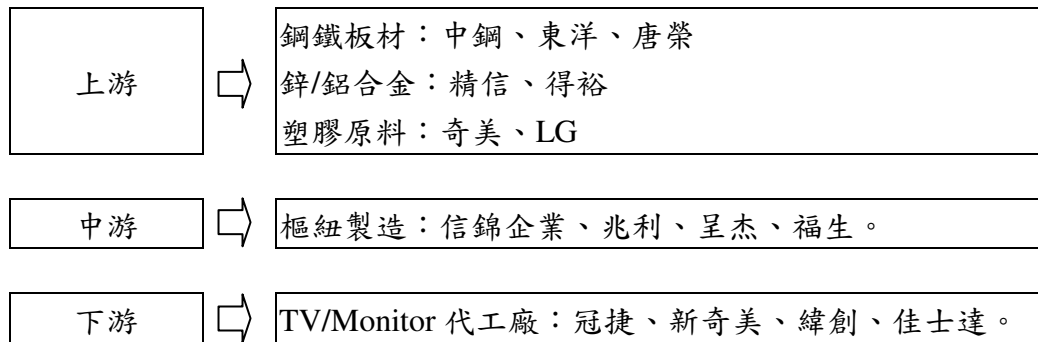 上游
鋼鐵板材：中鋼、東洋、唐榮
鋅/鋁合金：精信、得裕
塑膠原料：奇美、LG
中游
樞紐製造：信錦企業、兆利、呈杰、福生。
下游
TV/Monitor 代工廠：冠捷、新奇美、緯創、佳士達。